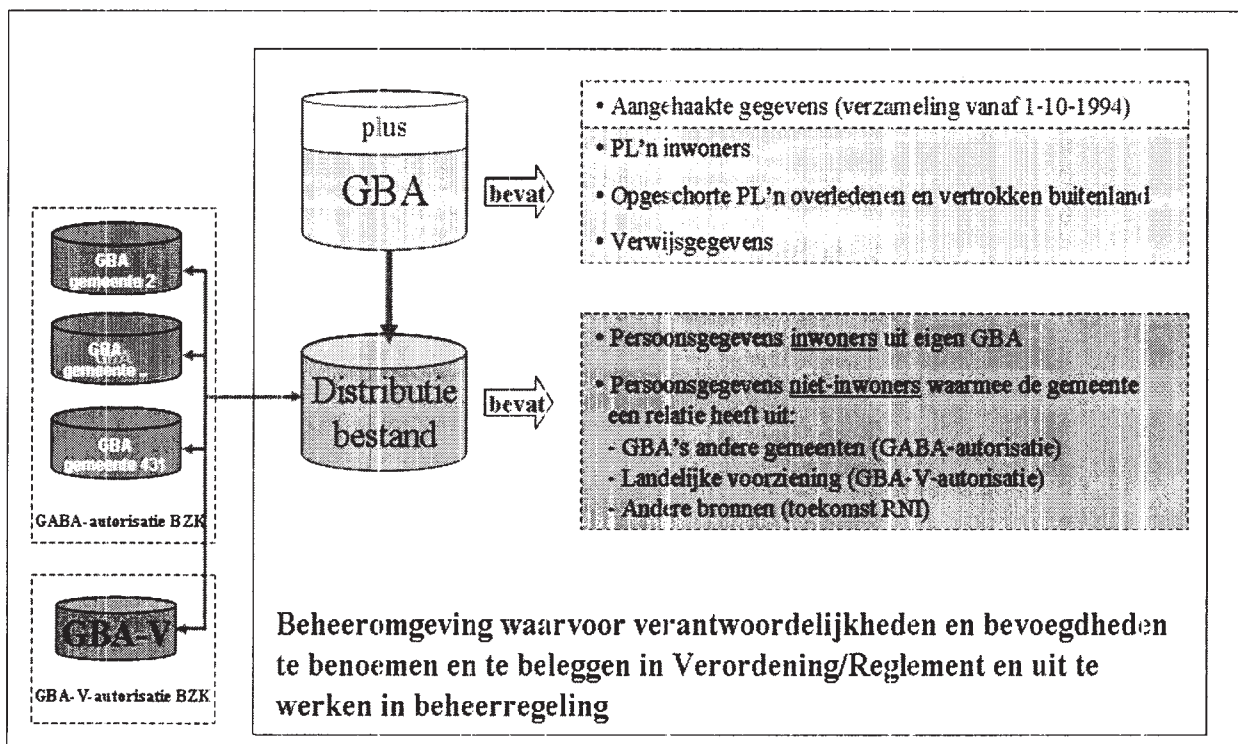 plus
GBA
bevat
• Aangehaakte gegevens (verzameling vanaf 1-10-1994)
• PL'n inwoners
• Opgeschorte PL'n overledenen en vertrokken buitenland
• Verwijsgegevens
GBA
gemeente 2
GBA
gemeente ..
GBA
gemeente 431
GABA-autorisatie BZK
GBA-V
GBA-V-autorisatie BZK
Distributie
bestand
bevat
• Persoonsgegevens inwoners uit eigen GBA
• Persoonsgegevens niet-inwoners waarmee de gemeente
een relatie heeft uit:
- GBA's andere gemeenten (GABA-autorisatie)
- Landelijke voorziening (GBA-V-autorisatie)
- Andere bronnen (toekomst RNI)
Beheeromgeving waarvoor verantwoordelijkheden en bevoegdheden
te benoemen en te beleggen in Verordening/Reglement en uit te
werken in beheerregeling